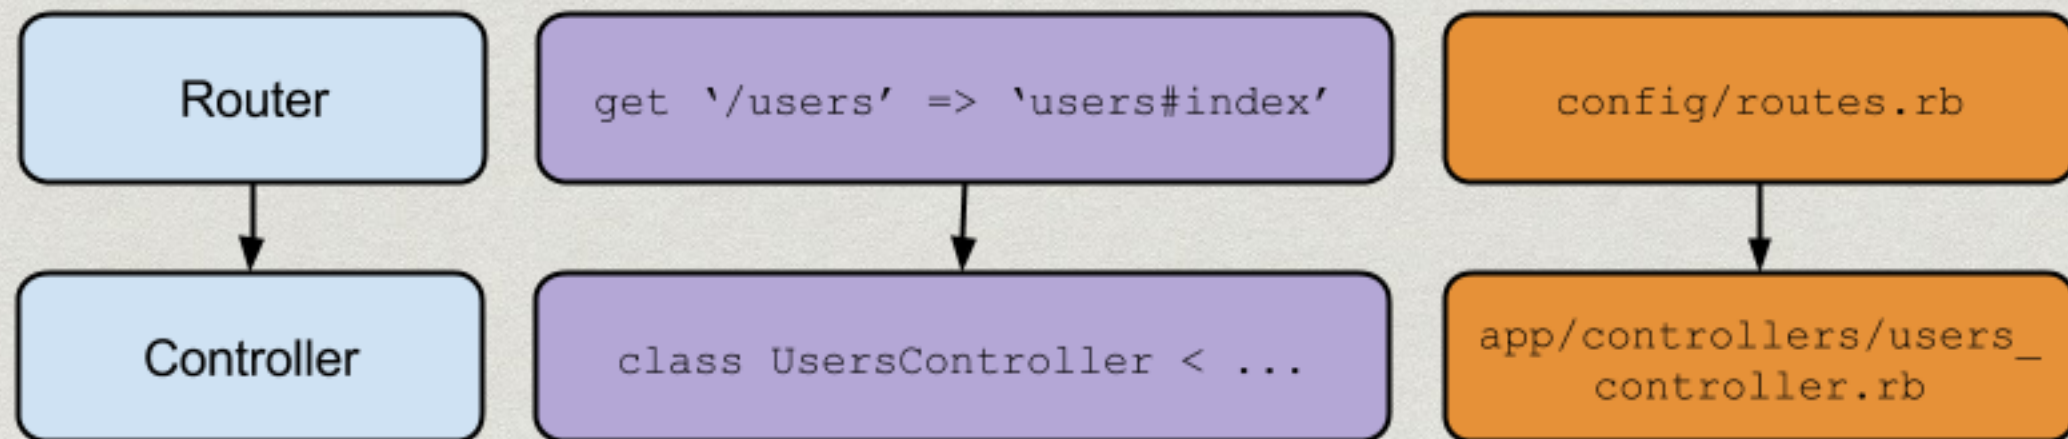 Router
get ‘/users’ => ‘users#index’
config/routes.rb
Controller
class UsersController < ...
app/controllers/users_
controller.rb